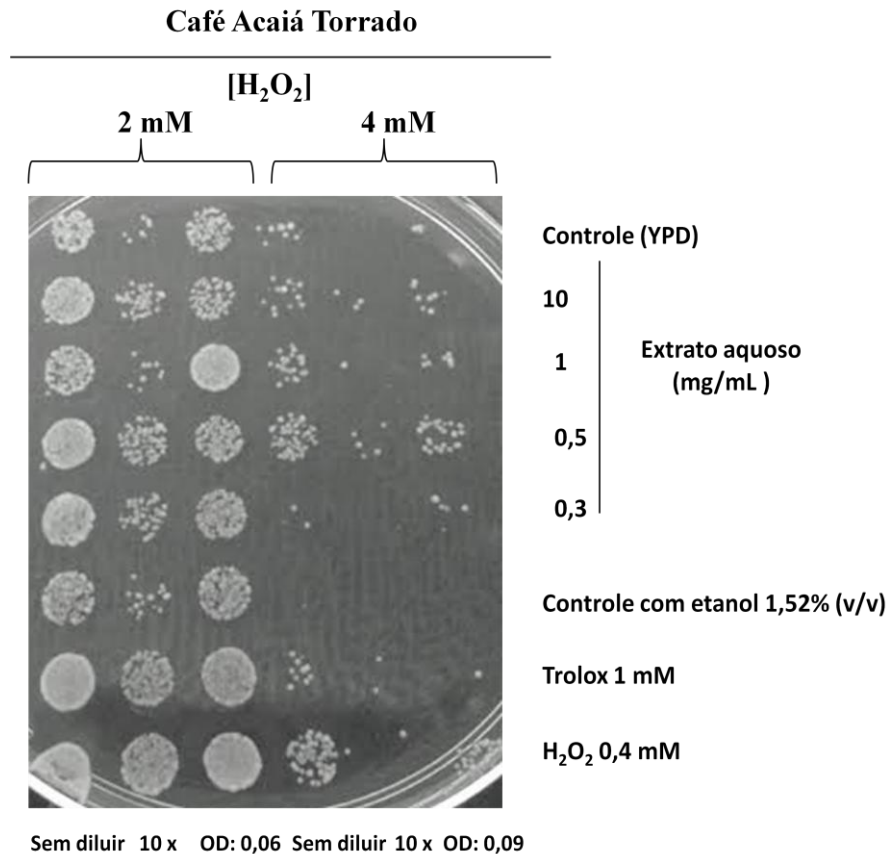 Café Acaiá Torrado
[H₂O₂]
2 mM 4 mM
Controle (YPD)
10
1
0,5
0,3
Extrato aquoso
(mg/mL )
Controle com etanol 1,52% (v/v)
Trolox 1 mM
H₂O₂ 0,4 mM
Sem diluir 10 x OD: 0,06 Sem diluir 10 x OD: 0,09